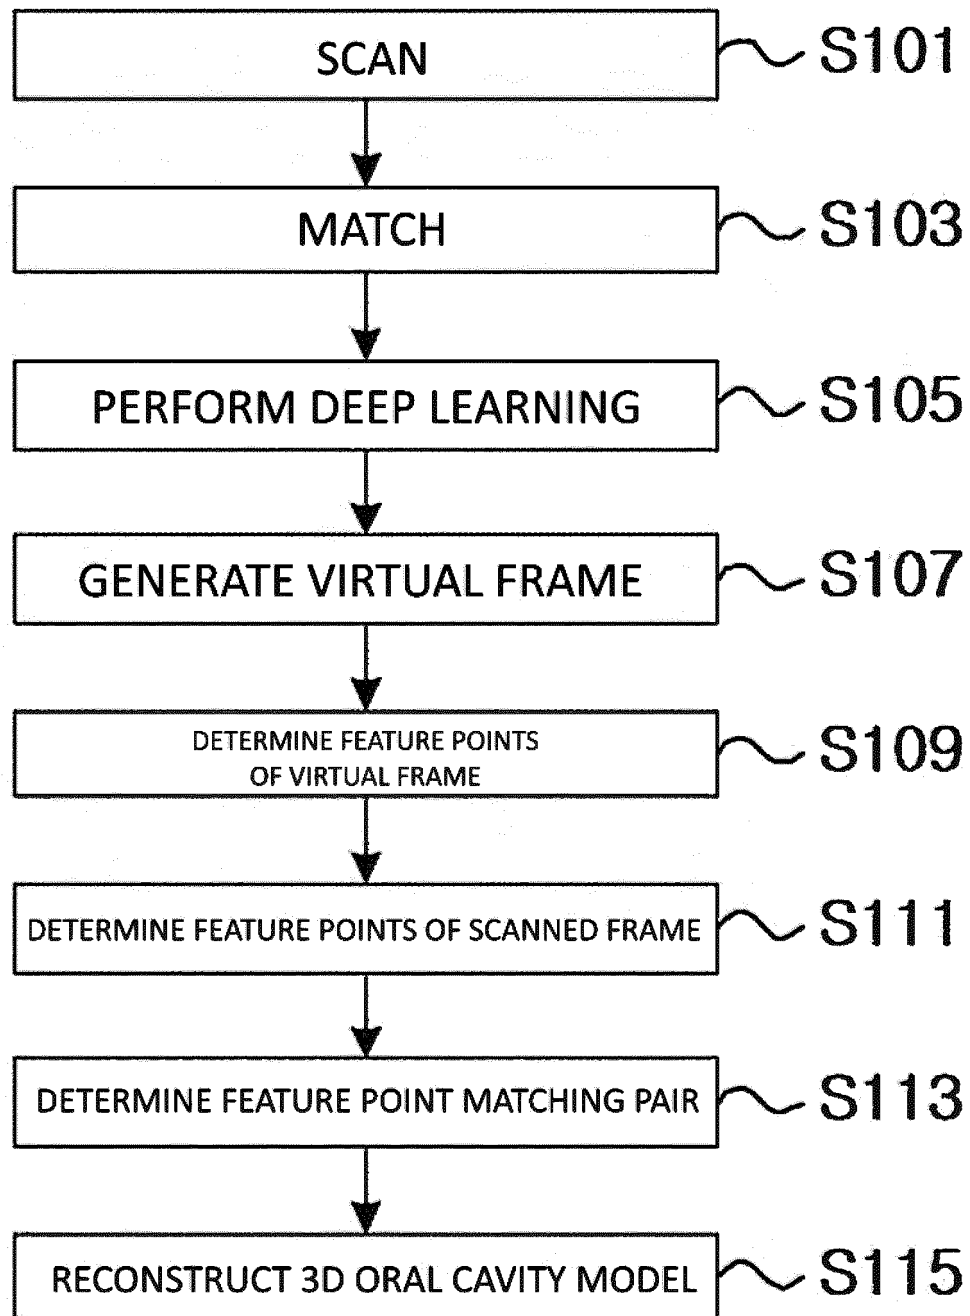 SCAN S101
MATCH S103
PERFORM DEEP LEARNING S105
GENERATE VIRTUAL FRAME S107
DETERMINE FEATURE POINTS
OF VIRTUAL FRAME S109
DETERMINE FEATURE POINTS OF SCANNED FRAME S111
DETERMINE FEATURE POINT MATCHING PAIR S113
RECONSTRUCT 3D ORAL CAVITY MODEL S115